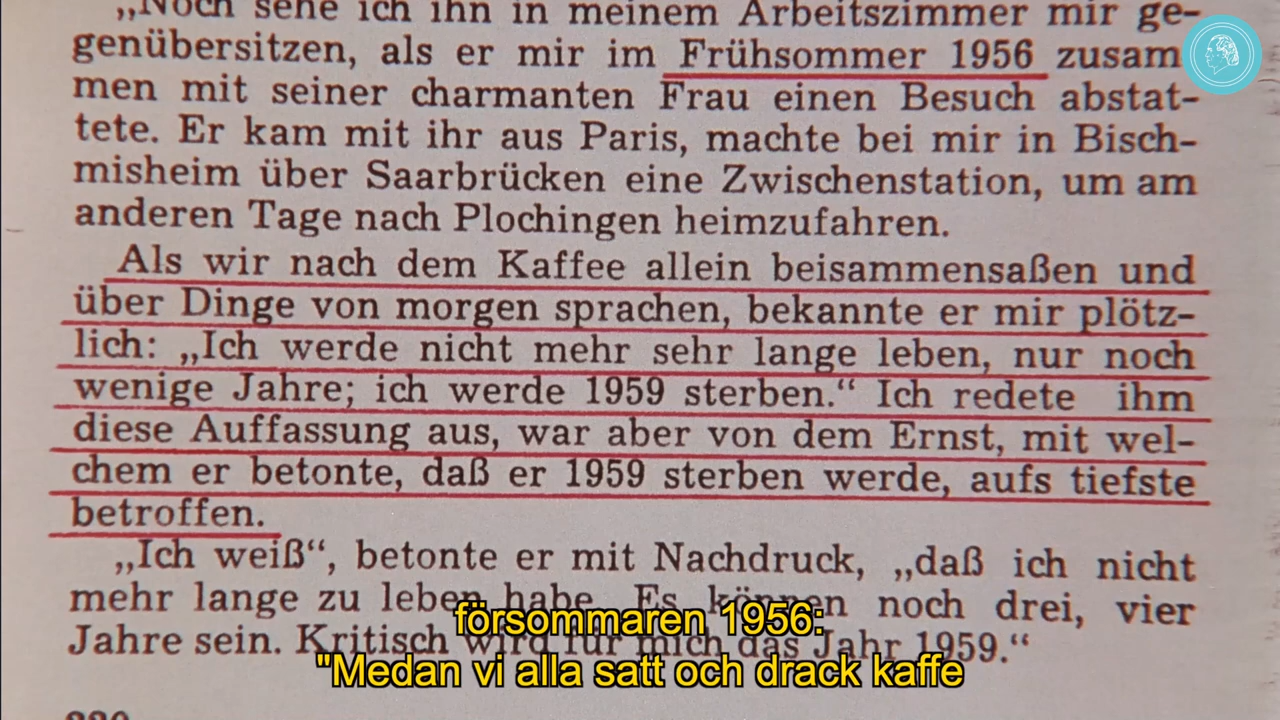 „Noch sehe ich ihn in meinem Arbeitszimmer mir ge-
genübersitzen, als er mir im Frühsommer 1956 zusam
men mit seiner charmanten Frau einen Besuch abstat-
tete. Er kam mit ihr aus Paris, machte bei mir in Bisch-
misheim über Saarbrücken eine Zwischenstation, um am
anderen Tage nach Plochingen heimzufahren.
Als wir nach dem Kaffee allein beisammensaßen und
über Dinge von morgen sprachen, bekannte er mir plötz-
lich: „Ich werde nicht mehr sehr lange leben, nur noch
wenige Jahre; ich werde 1959 sterben.“ Ich redete ihm
diese Auffassung aus, war aber von dem Ernst, mit wel-
chem er betonte, daß er 1959 sterben werde, aufs tiefste
betroffen.
„Ich weiß“, betonte er mit Nachdruck, „daß ich nicht
mehr lange zu leben habe. Es können noch drei, vier
Jahre sein. Kritisch wird für mich das Jahr 1959.“
försommaren 1956:
"Medan vi alla satt och drack kaffe